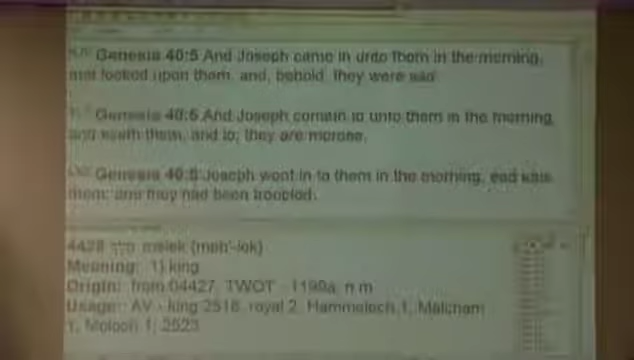 Genesis 40:6 And Joseph came in unto them in the morning,
and looked upon them, and, behold, they were sad
Genesis 40:6 And Joseph cometh in unto them in the morning,
and seeth them, and lo, they are morose.
Genesis 40:6 Joseph went in to them in the morning, and saw
them; and they had been troubled.
4428 מלך melek {meh'-lek}
Meaning: 1) king
Origin: from 04427, TWOT - 1199a; n m
Usage: AV - king 2518, royal 2, Hammelech 1, Malcham
1, Moloch 1; 2523